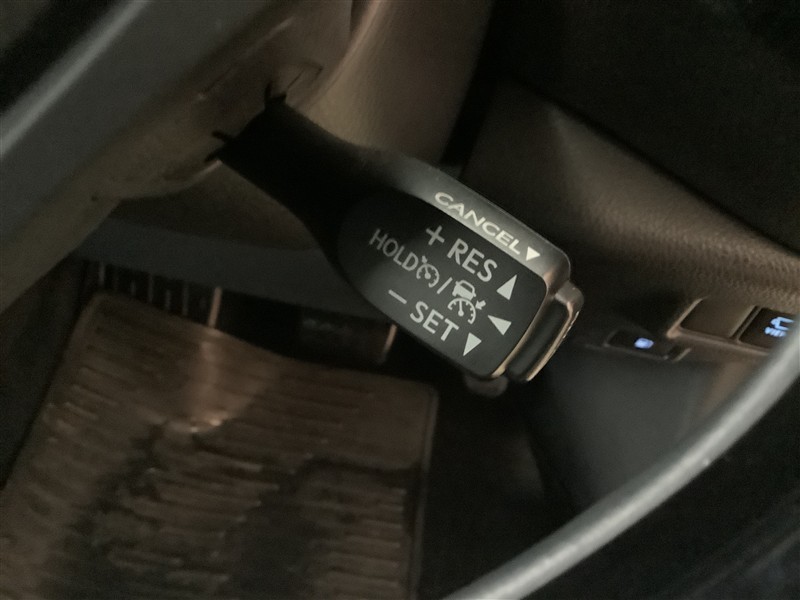 CANCEL▼
+ RES ▲
HOLD / ◀
− SET ▼